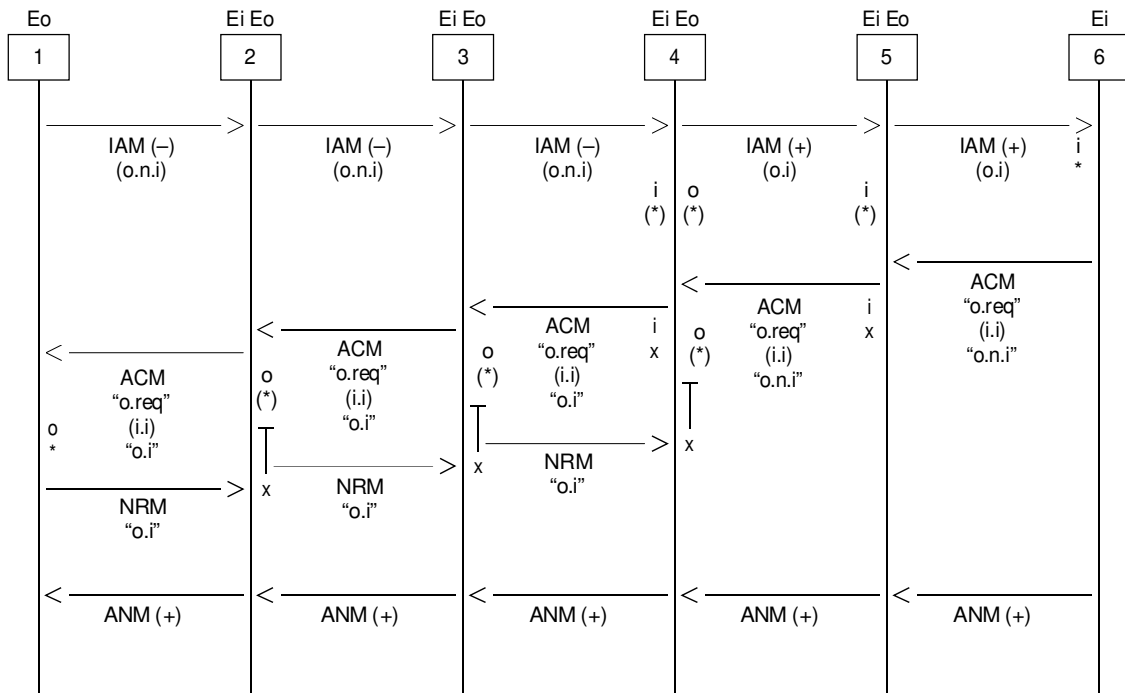 Eo Ei Eo Ei Eo Ei Eo Ei Eo Ei
1 2 3 4 5 6
IAM (–) IAM (–) IAM (–) IAM (+) IAM (+) i
(o.n.i) (o.n.i) (o.n.i) (o.i) (o.i) *
i o i
(*) (*) (*)
ACM
“o.req”
(i.i)
“o.n.i”
ACM i
“o.req” x
(i.i)
“o.n.i”
ACM i o
“o.req” x (*)
(i.i)
“o.i”
x
ACM o
“o.req” (*)
(i.i)
“o.i”
x
NRM
“o.i”
ACM o
“o.req” (*)
(i.i)
“o.i”
x
NRM
“o.i”
o
*
NRM
“o.i”
ANM (+) ANM (+) ANM (+) ANM (+) ANM (+)